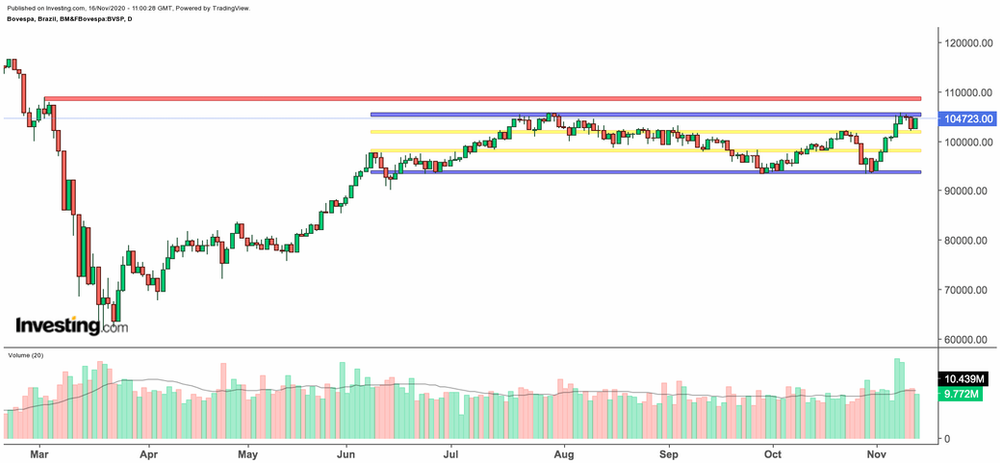 Published on Investing.com, 16/Nov/2020 - 11:00:28 GMT, Powered by TradingView.
Bovespa, Brazil, BM&FBovespa:BVSP, D
120000.00
110000.00
104723.00
100000.00
90000.00
80000.00
70000.00
60000.00
Investing.com
Volume (20)
10.439M
9.772M
0
Mar Apr May Jun Jul Aug Sep Oct Nov